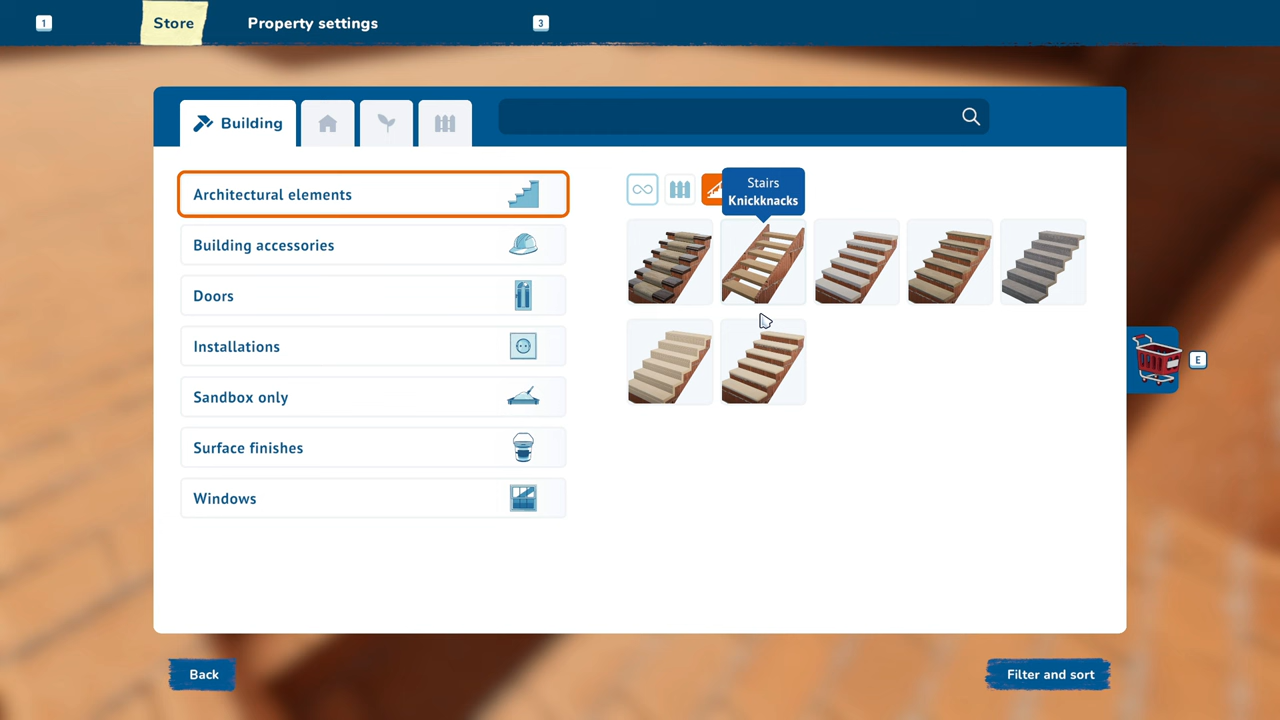 1
Store
Property settings
3
Building
Architectural elements
Building accessories
Doors
Installations
Sandbox only
Surface finishes
Windows
Stairs
Knickknacks
E
Back
Filter and sort